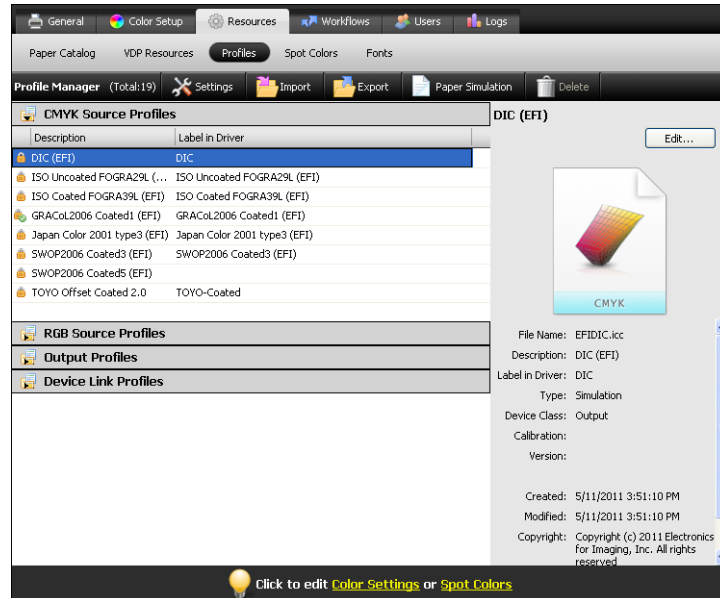 General Color Setup Resources Workflows Users Logs
Paper Catalog VDP Resources Profiles Spot Colors Fonts
Profile Manager (Total:19) Settings Import Export Paper Simulation Delete
CMYK Source Profiles
Description Label in Driver
DIC (EFI) DIC
ISO Uncoated FOGRA29L (... ISO Uncoated FOGRA29L (EFI)
ISO Coated FOGRA39L (EFI) ISO Coated FOGRA39L (EFI)
GRACoL2006 Coated1 (EFI) GRACoL2006 Coated1 (EFI)
Japan Color 2001 type3 (EFI) Japan Color 2001 type3 (EFI)
SWOP2006 Coated3 (EFI) SWOP2006 Coated3 (EFI)
SWOP2006 Coated5 (EFI)
TOYO Offset Coated 2.0 TOYO-Coated
RGB Source Profiles
Output Profiles
Device Link Profiles
DIC (EFI)
Edit...
CMYK
File Name: EFIDIC.icc
Description: DIC (EFI)
Label in Driver: DIC
Type: Simulation
Device Class: Output
Calibration:
Version:
Created: 5/11/2011 3:51:10 PM
Modified: 5/11/2011 3:51:10 PM
Copyright: Copyright (c) 2011 Electronics
for Imaging, Inc. All rights
reserved
Click to edit Color Settings or Spot Colors